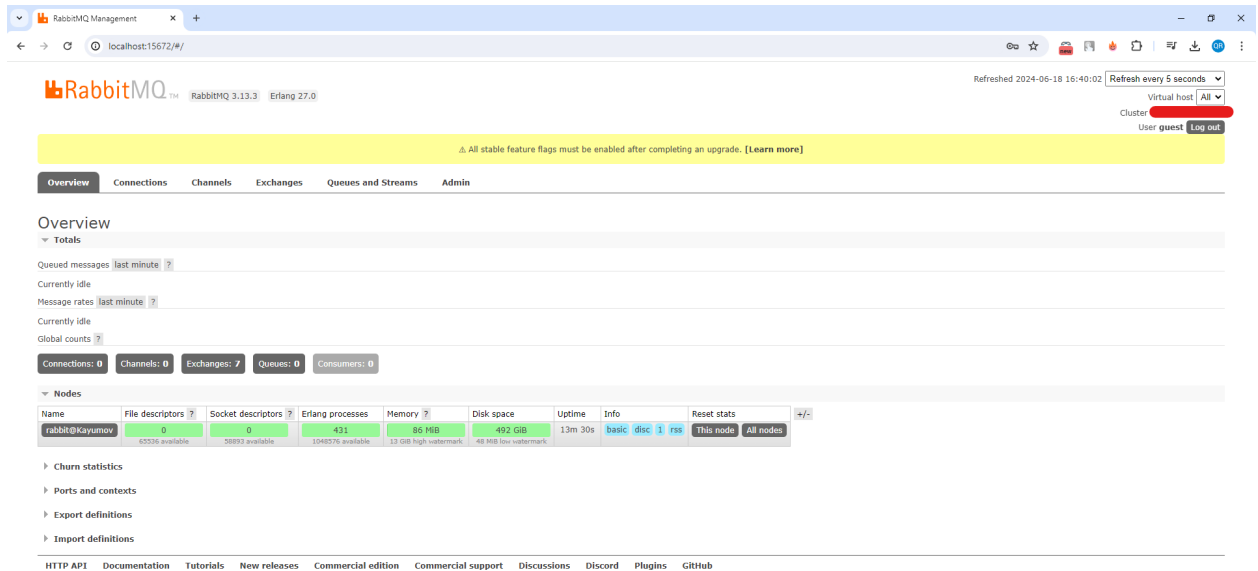 RabbitMQ Management
localhost:15672/#/
QR
RabbitMQ TM RabbitMQ 3.13.3 Erlang 27.0
Refreshed 2024-06-18 16:40:02 Refresh every 5 seconds
Virtual host All
Cluster
User guest Log out
⚠ All stable feature flags must be enabled after completing an upgrade. [Learn more]
Overview Connections Channels Exchanges Queues and Streams Admin
Overview
Totals
Queued messages last minute ?
Currently idle
Message rates last minute ?
Currently idle
Global counts ?
Connections: 0 Channels: 0 Exchanges: 7 Queues: 0 Consumers: 0
Nodes
Name File descriptors ? Socket descriptors ? Erlang processes Memory ? Disk space Uptime Info Reset stats +/-
rabbit@Kayumov 0 0 431 86 MiB 492 GiB 13m 30s basic disc 1 rss This node All nodes
65536 available 58893 available 1048576 available 13 GiB high watermark 48 MiB low watermark
Churn statistics
Ports and contexts
Export definitions
Import definitions
HTTP API Documentation Tutorials New releases Commercial edition Commercial support Discussions Discord Plugins GitHub